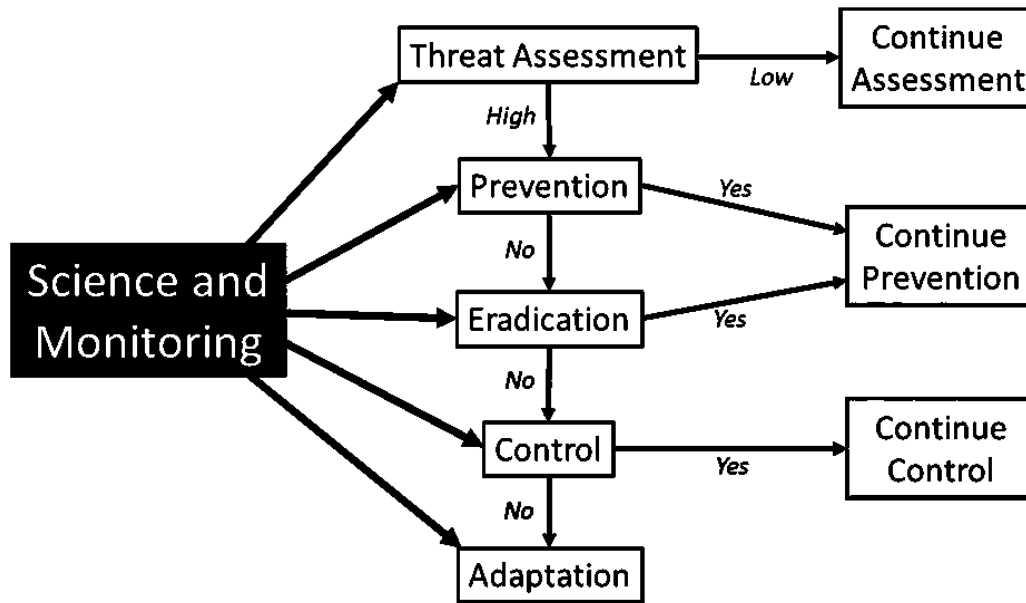 Threat Assessment
Low
Continue
Assessment
High
Prevention
Yes
Continue
Prevention
No
Science and
Monitoring
Eradication
Yes
No
Control
Yes
Continue
Control
No
Adaptation